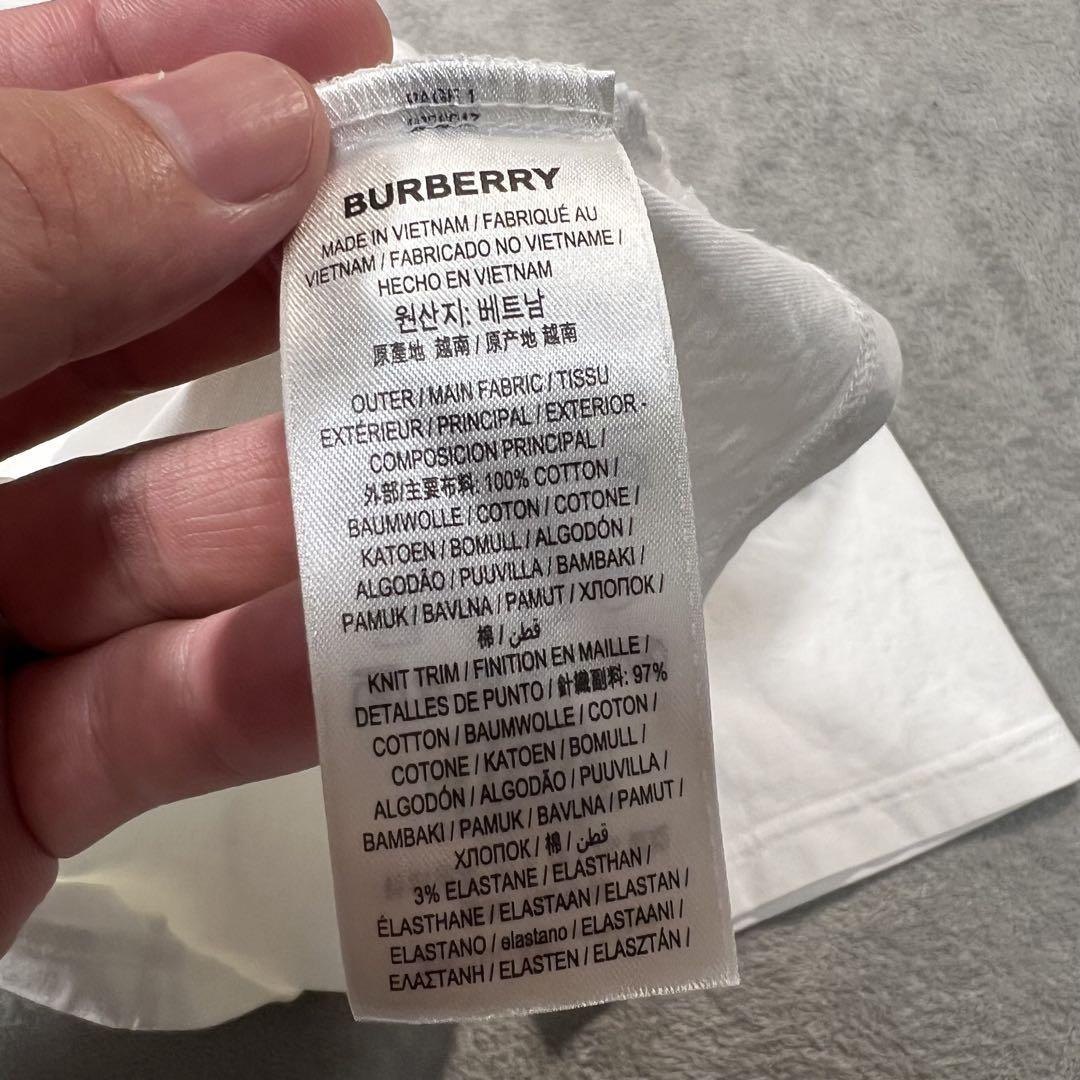 BURBERRY
MADE IN VIETNAM / FABRIQUÉ AU
VIETNAM / FABRICADO NO VIETNAME /
HECHO EN VIETNAM
원산지: 베트남
原產地 越南 / 原产地 越南
OUTER / MAIN FABRIC / TISSU
EXTÉRIEUR / PRINCIPAL / EXTERIOR -
COMPOSICION PRINCIPAL /
外部/主要布料: 100% COTTON /
BAUMWOLLE / COTON / COTONE /
KATOEN / BOMULL / ALGODÓN /
ALGODÃO / PUUVILLA / BAMBAKI /
PAMUK / BAVLNA / PAMUT / ХЛОПОК /
棉 / قطن
KNIT TRIM / FINITION EN MAILLE /
DETALLES DE PUNTO / 針織副料: 97%
COTTON / BAUMWOLLE / COTON /
COTONE / KATOEN / BOMULL /
ALGODÓN / ALGODÃO / PUUVILLA /
BAMBAKI / PAMUK / BAVLNA / PAMUT /
ХЛОПОК / 棉 / قطن /
3% ELASTANE / ELASTHAN /
ÉLASTHANE / ELASTAAN / ELASTAN /
ELASTANO / elastano / ELASTAANI /
ΕΛΑΣΤΑΝΗ / ELASTEN / ELASZTÁN /